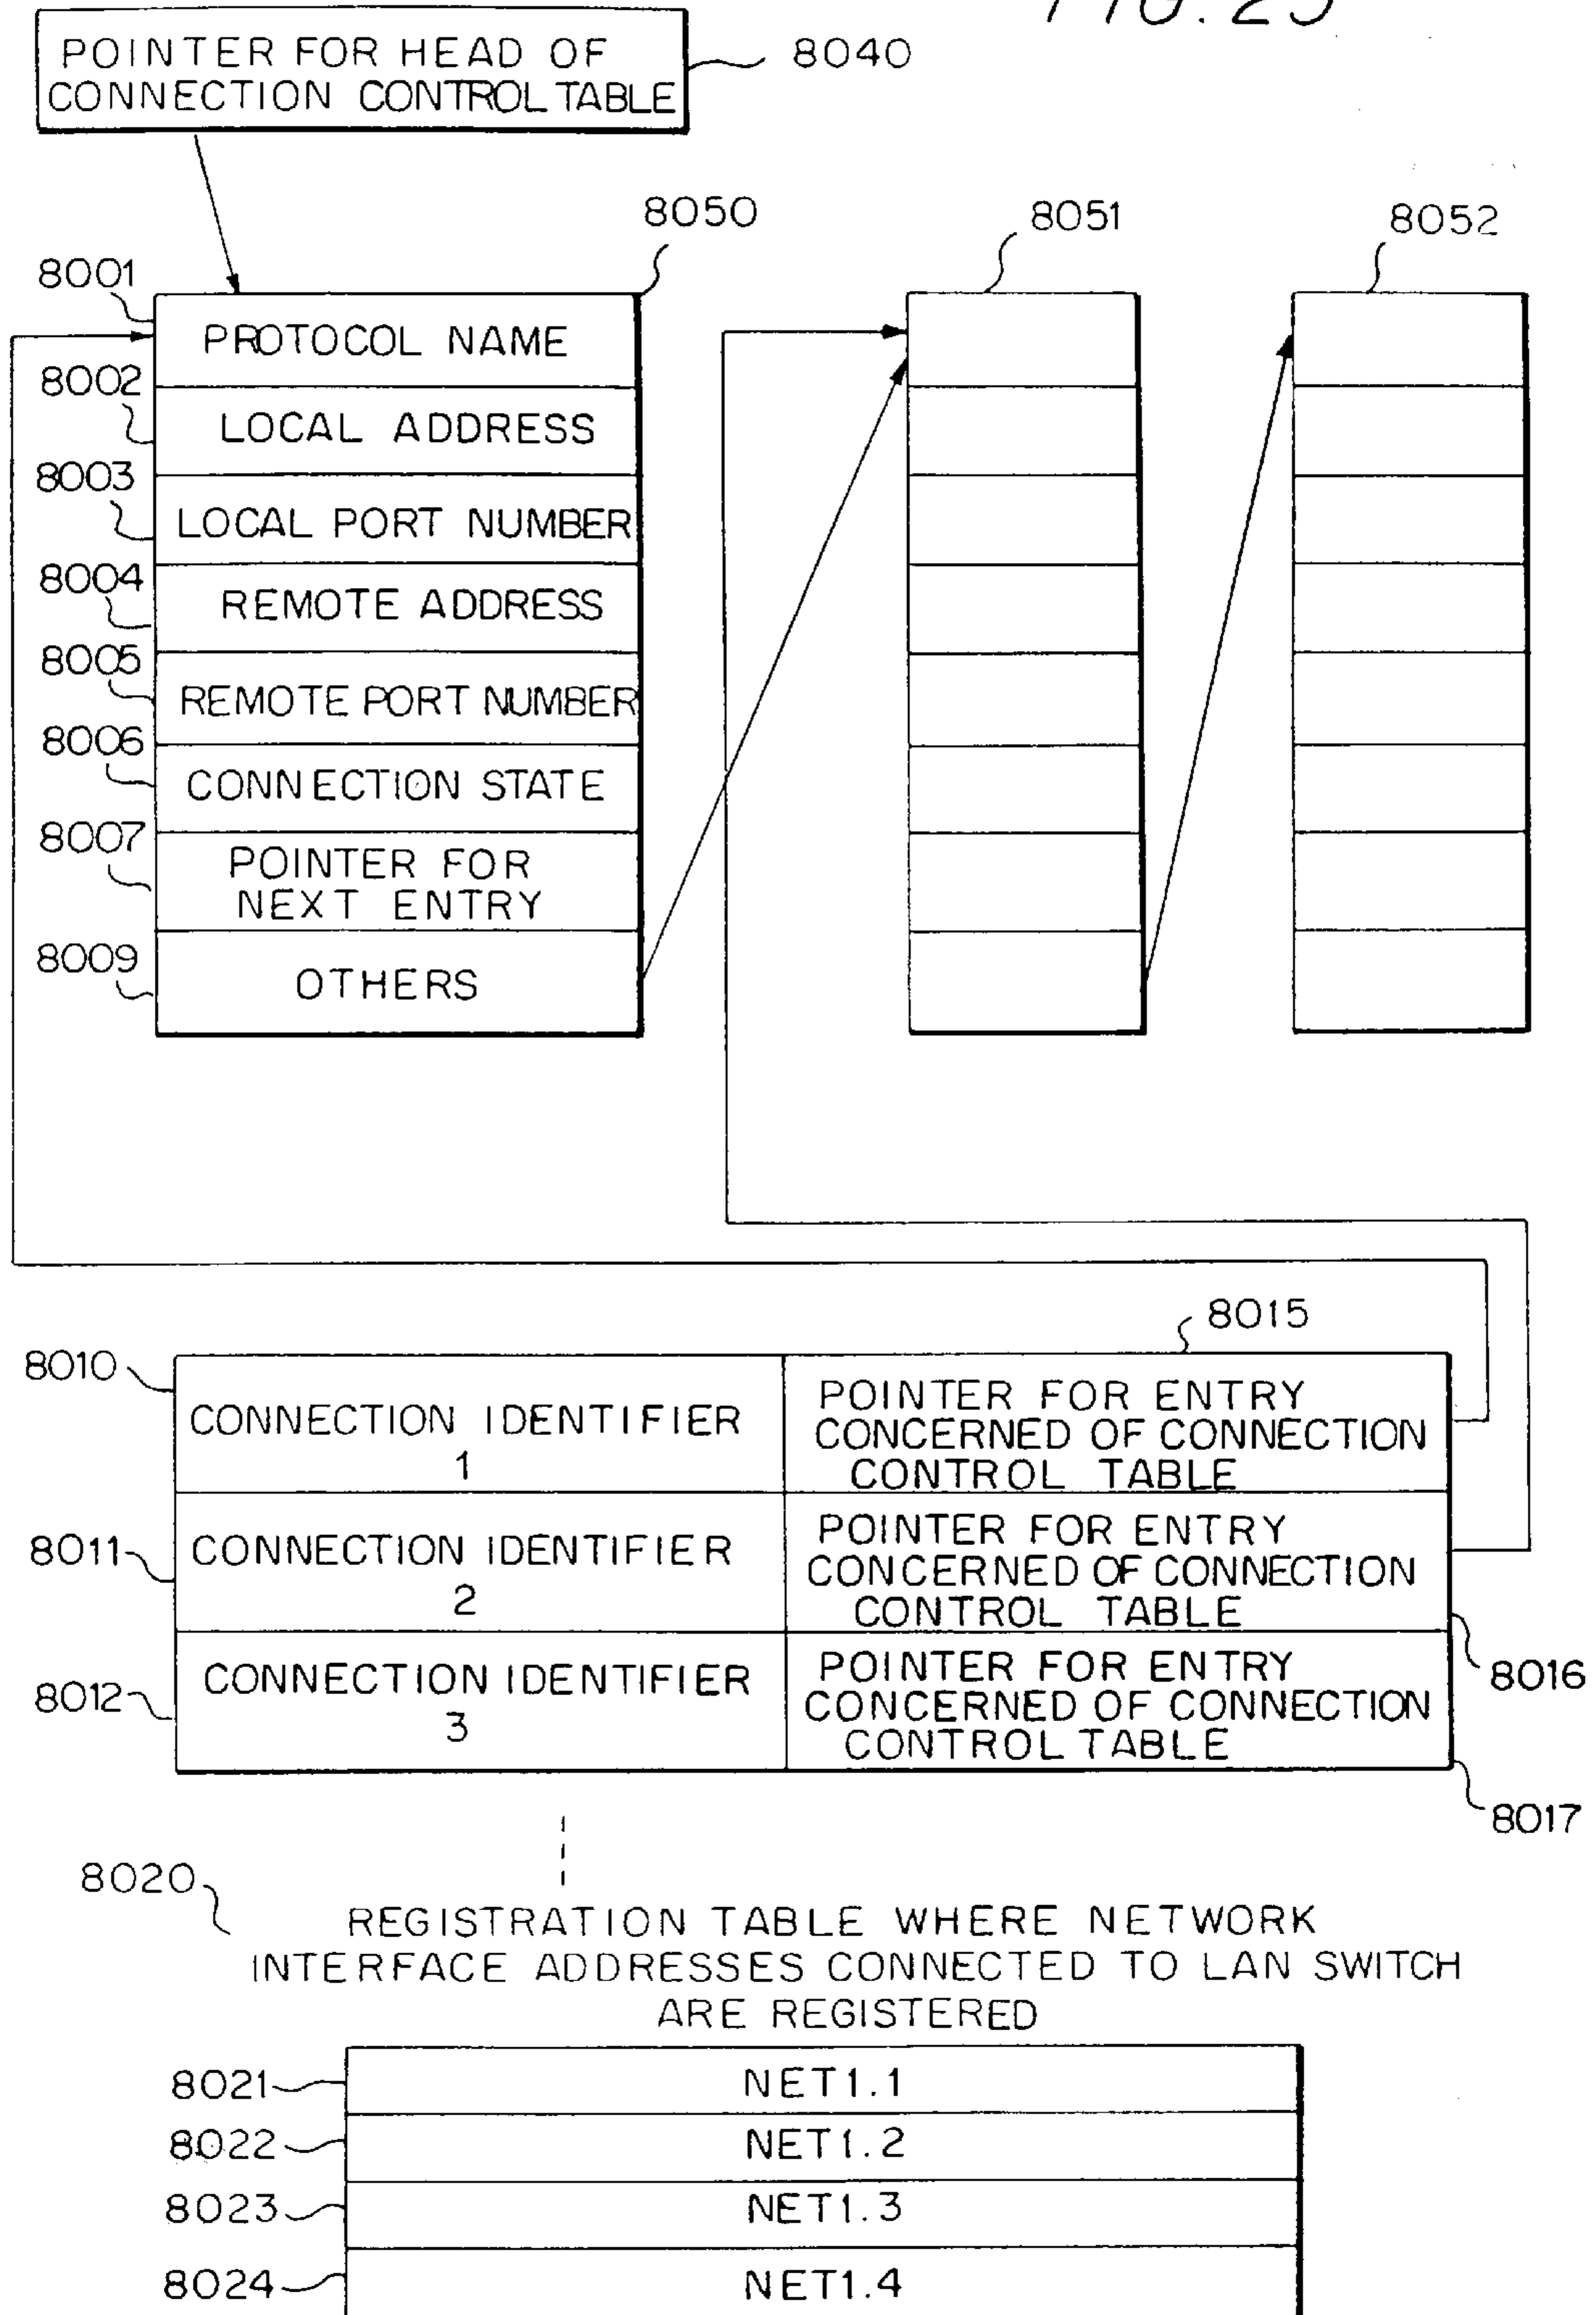 FIG. 25
POINTER FOR HEAD OF
CONNECTION CONTROL TABLE
8040
8050
8051
8052
8001
PROTOCOL NAME
8002
LOCAL ADDRESS
8003
LOCAL PORT NUMBER
8004
REMOTE ADDRESS
8005
REMOTE PORT NUMBER
8006
CONNECTION STATE
8007
POINTER FOR
NEXT ENTRY
8009
OTHERS
8015
8010
CONNECTION IDENTIFIER
1
POINTER FOR ENTRY
CONCERNED OF CONNECTION
CONTROL TABLE
8011
CONNECTION IDENTIFIER
2
POINTER FOR ENTRY
CONCERNED OF CONNECTION
CONTROL TABLE
8016
8012
CONNECTION IDENTIFIER
3
POINTER FOR ENTRY
CONCERNED OF CONNECTION
CONTROL TABLE
8017
8020
REGISTRATION TABLE WHERE NETWORK
INTERFACE ADDRESSES CONNECTED TO LAN SWITCH
ARE REGISTERED
8021
NET1.1
8022
NET1.2
8023
NET1.3
8024
NET1.4